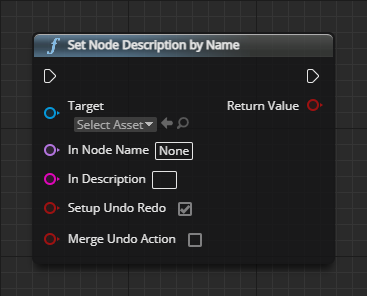 f Set Node Description by Name
Target
Return Value
Select Asset
In Node Name None
In Description
Setup Undo Redo
Merge Undo Action